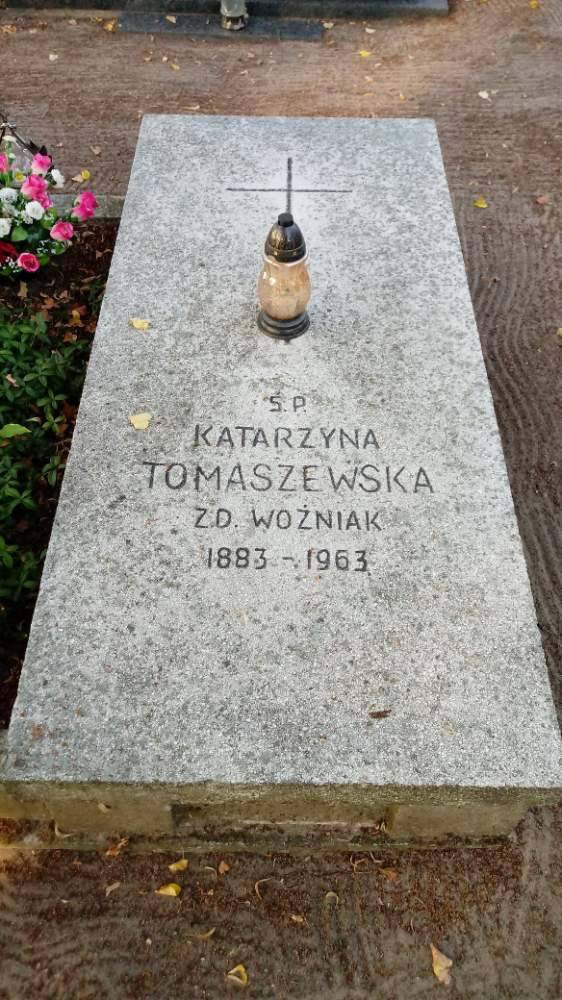 Ś.P.
KATARZYNA
TOMASZEWSKA
Z.D. WOŹNIAK
1883 - 1963